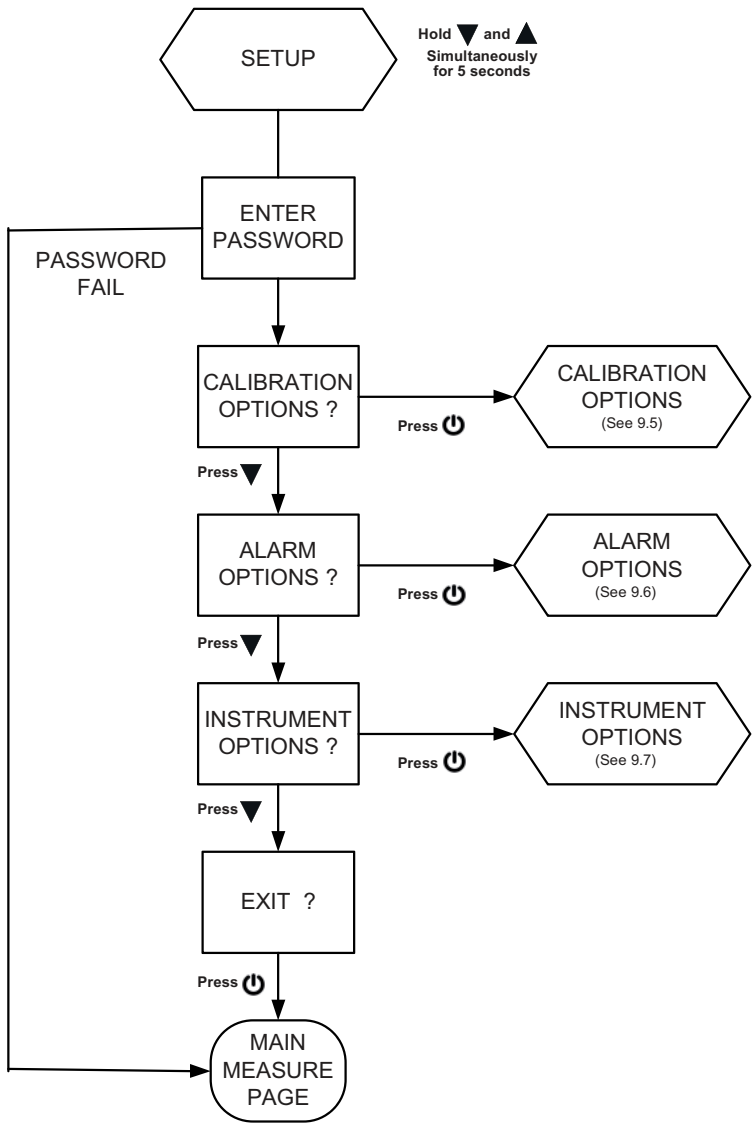 SETUP
Hold ▼ and ▲
Simultaneously
for 5 seconds
ENTER
PASSWORD
PASSWORD
FAIL
CALIBRATION
OPTIONS ?
Press
CALIBRATION
OPTIONS
(See 9.5)
Press ▼
ALARM
OPTIONS ?
Press
ALARM
OPTIONS
(See 9.6)
Press ▼
INSTRUMENT
OPTIONS ?
Press
INSTRUMENT
OPTIONS
(See 9.7)
Press ▼
EXIT ?
Press
MAIN
MEASURE
PAGE